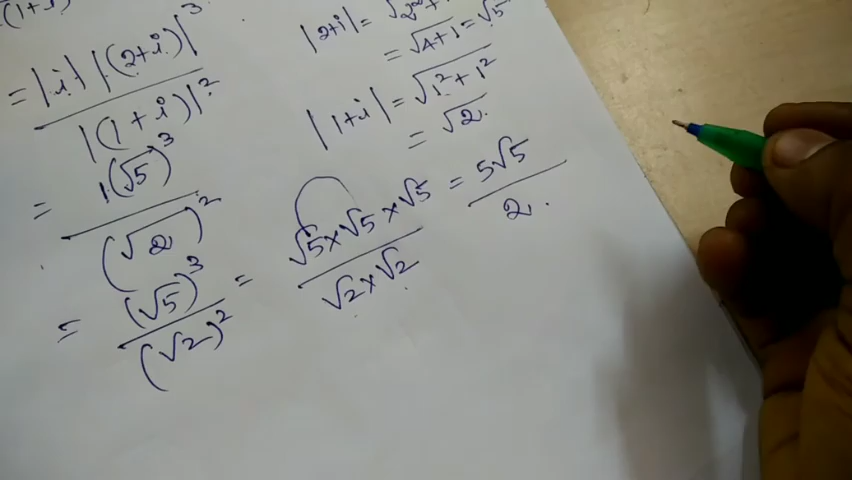 (1+i)
= |i| |(2+i)|³ / |(1+i)|²
= 1(√5)³ / (√2)²
= (√5)³ / (√2)² = √5×√5×√5 / √2×√2 = 5√5 / 2.
|2+i| =
= √4+1 = √5
|1+i| = √1²+1²
= √2.